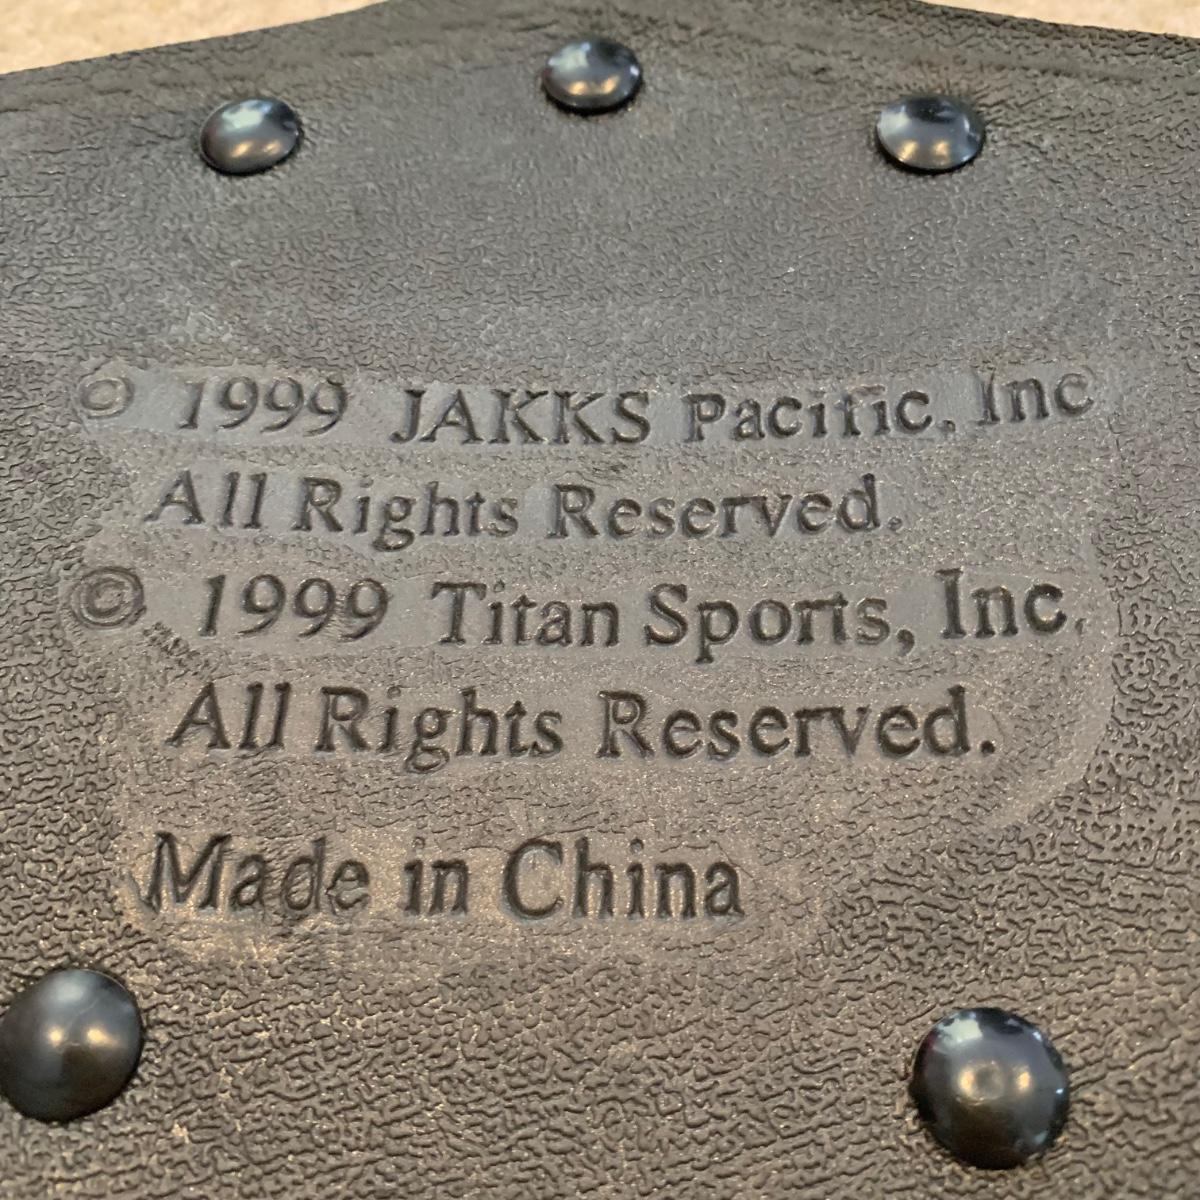 © 1999 JAKKS Pacific, Inc
All Rights Reserved.
© 1999 Titan Sports, Inc.
All Rights Reserved.
Made in China